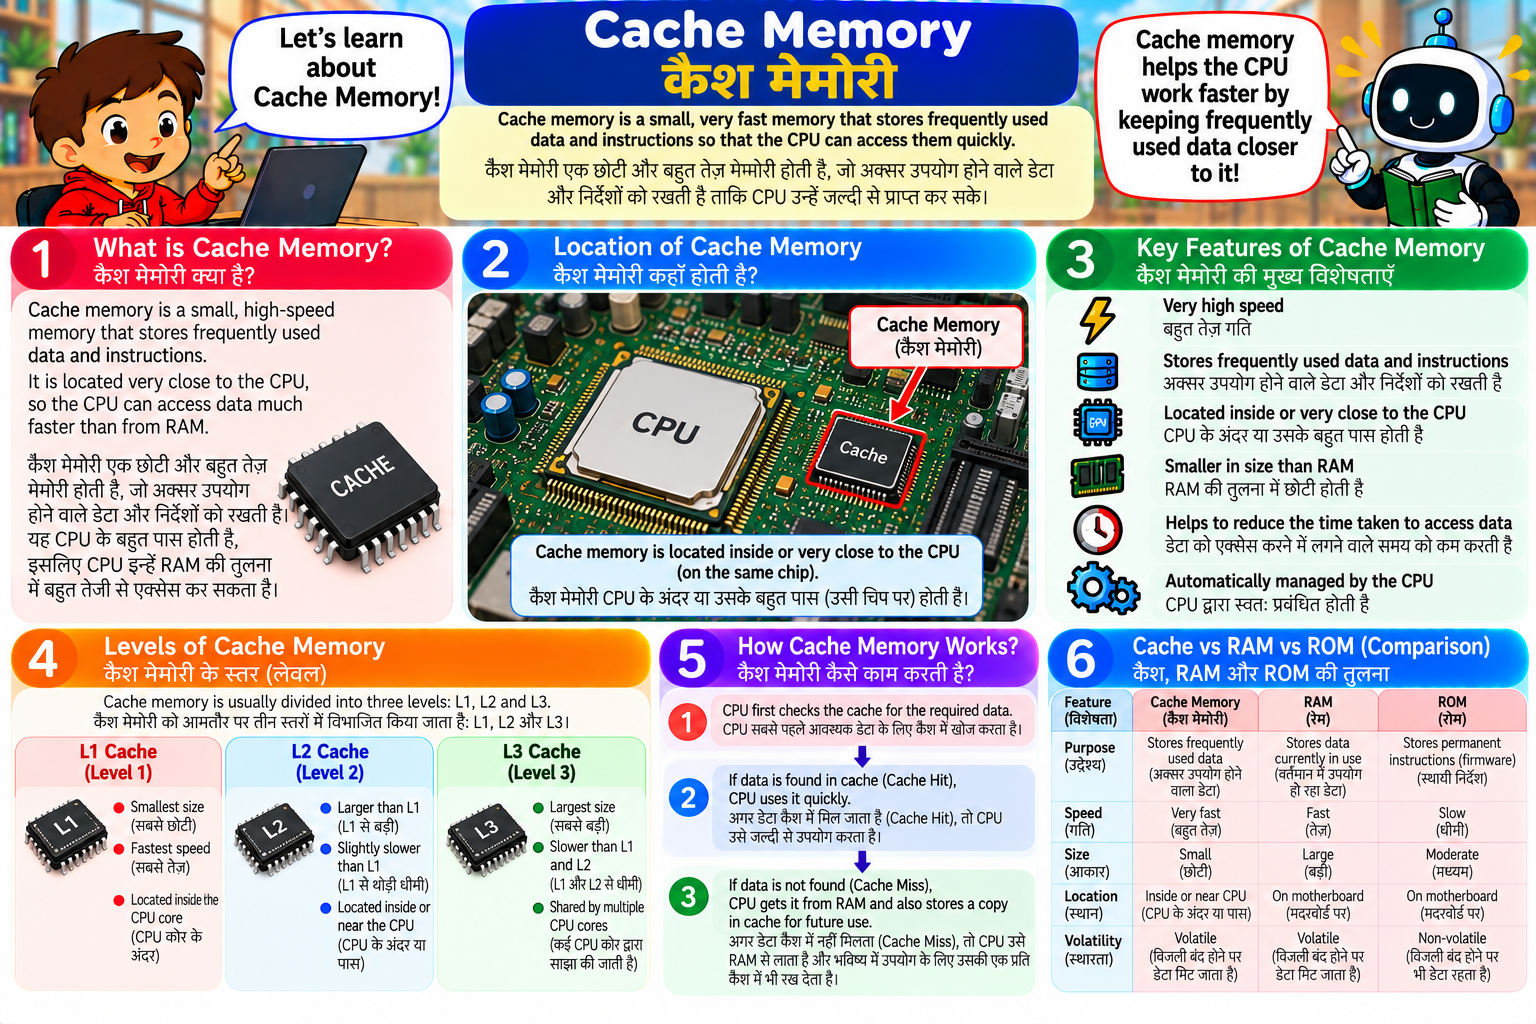 Let's learn
about
Cache Memory!
Cache Memory
कैश मेमोरी
Cache memory is a small, very fast memory that stores frequently used
data and instructions so that the CPU can access them quickly.
कैश मेमोरी एक छोटी और बहुत तेज़ मेममोरी होती है, जो अक्सर उपयोग होने वाले डेटा
और निर्देशों को रखती है ताकि CPU उन्हें जल्दी से प्राप्त कर सके।
Cache memory
helps the CPU
work faster by
keeping frequently
used data closer
to it!
1 What is Cache Memory?
कैश मेमोरी क्या है?
Cache memory is a small, high-speed
memory that stores frequently used
data and instructions.
It is located very close to the CPU,
so the CPU can access data much
faster than from RAM.
कैश मेमोरी एक छोटी और बहुत तेज़
मेमोरी होती है, जो अक्सर उपयोग
होने वाले डेटा और निर्देशों को रखती है।
यह CPU के बहुत पास होती है,
इसलिए CPU इन्हें RAM की तुलना
में बहुत तेजी से एक्सेस कर सकता है।
CACHE
2 Location of Cache Memory
कैश मेमोरी कहॉ होती है?
Cache Memory
(कैश मेमोरी)
CPU
Cache
Cache memory is located inside or very close to the CPU
(on the same chip).
कैश मेमोरी CPU के अंदर या उसके बहुत पास (उसी चिप पर) होती है।
3 Key Features of Cache Memory
कैश मेमोरी की मुख्य विशेषताऍ
Very high speed
बहुत तेज़ गति
Stores frequently used data and instructions
अक्सर उपयोग होने वाले डेटा और निर्देशों को रखती है
Located inside or very close to the CPU
CPU के अंदर या उसके बहुत पास होती है
Smaller in size than RAM
RAM की तुलना में छोटी होती है
Helps to reduce the time taken to access data
डेटा को एक्सेस करने में लगने वाले समय को कम करती है
Automatically managed by the CPU
CPU द्वारा स्वतः प्रबंधित होती है
4 Levels of Cache Memory
कैश मेमोरी के स्तर (लेवल)
Cache memory is usually divided into three levels: L1, L2 and L3.
कैश मेमोरी को आमतौर पर तीन स्तरों में विभाजित किया जाता है: L1, L2 और L3।
L1 Cache
(Level 1)
L1
Smallest size
(सबसे छोटी)
Fastest speed
(सबसे तेज़)
Located inside the
CPU core
(CPU कोर के
अंदर)
L2 Cache
(Level 2)
L2
Larger than L1
(L1 से बड़ी)
Slightly slower
than L1
(L1 से थोड़ी धीमी)
Located inside or
near the CPU
(CPU के अंदर या
पास)
L3 Cache
(Level 3)
L3
Largest size
(सबसे बड़ी)
Slower than L1
and L2
(L1 और L2 से धीमी)
Shared by multiple
CPU cores
(कई CPU कोर द्वारा
साझा की जाती है)
5 How Cache Memory Works?
कैश मेमोरी कैसे काम करती है?
1
CPU first checks the cache for the required data.
CPU सबसे पहले आवश्यक डेटा के लिए कैश में खोज करता है।
2
If data is found in cache (Cache Hit),
CPU uses it quickly.
अगर डेटा कैश में मिल जाता है (Cache Hit), तो CPU
उसे जल्दी से उपयोग करता है।
3
If data is not found (Cache Miss),
CPU gets it from RAM and also stores a copy
in cache for future use.
अगर डेटा कैश में नहीं मिलता (Cache Miss), तो CPU उसे
RAM से लाता है और भविष्य में उपयोग के लिए उसकी एक प्रति
कैश में भी रख देता है।
6 Cache vs RAM vs ROM (Comparison)
कैश, RAM और ROM की तुलना
Feature Cache Memory RAM ROM
(विशेषता) (कैश मेमोरी) (रेम) (रोम)
Purpose
(उद्देश्य)
Stores frequently
used data
(अक्सर उपयोग होने
वाला डेटा)
Stores data
currently in use
(वर्तमान में उपयोग
हो रहा डेटा)
Stores permanent
instructions (firmware)
(स्थायी निर्देश)
Speed Very fast Fast Slow
(गति) (बहुत तेज़) (तेज़) (धीमी)
Size Small Large Moderate
(आकार) (छोटी) (बड़ी) (मध्यम)
Location Inside or near CPU On motherboard On motherboard
(स्थान) (CPU के अंदर या पास) (मदरबोर्ड पर) (मदरबोर्ड पर)
Volatility Volatile Volatile Non-volatile
(स्थारता) (विजली बंद होने पर (विजली बंद होने पर (विजली बंद होने पर
डेटा मिट जाता है) डेटा मिट जाता है) भी डेटा रहता है)